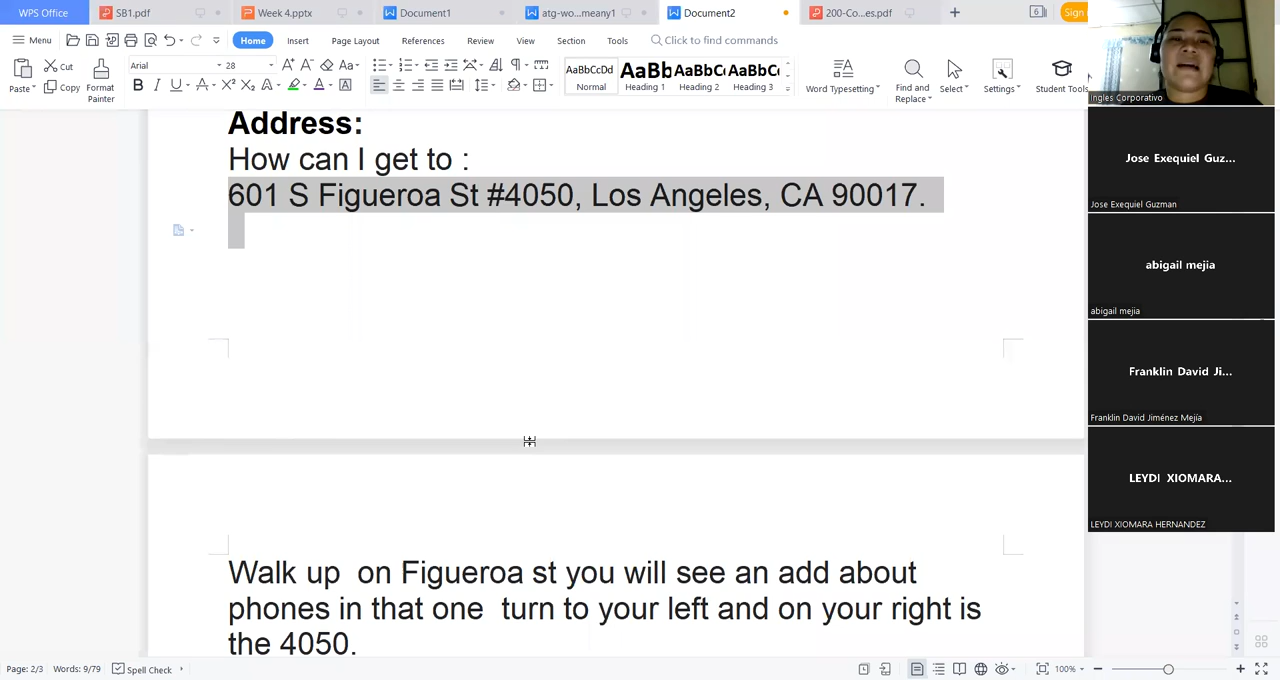 WPS Office
SB1.pdf
Week 4.pptx
Document1
atg-wo...meany1
Document2
200-Co...es.pdf
6
Sign
Menu
Home
Insert
Page Layout
References
Review
View
Section
Tools
Click to find commands
Paste
Cut
Copy
Format
Painter
Arial
28
AaBbCcDd
Normal
AaBb
Heading 1
AaBbC
Heading 2
AaBbC
Heading 3
Word Typesetting
Find and
Replace
Select
Settings
Student Tools
Ingles Corporativo
Address:
How can I get to :
601 S Figueroa St #4050, Los Angeles, CA 90017.
Walk up  on Figueroa st you will see an add about
phones in that one  turn to your left and on your right is
the 4050.
Jose Exequiel Guz...
Jose Exequiel Guzman
abigail mejia
abigail mejia
Franklin David Ji...
Franklin David Jiménez Mejía
LEYDI XIOMARA...
LEYDI XIOMARA HERNANDEZ
Page: 2/3
Words: 9/79
Spell Check
100%